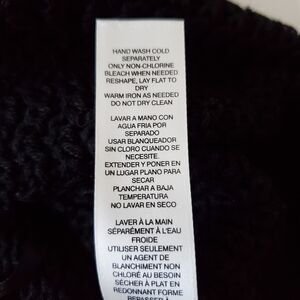 HAND WASH COLD
SEPARATELY
ONLY NON-CHLORINE
BLEACH WHEN NEEDED
RESHAPE, LAY FLAT TO
DRY
WARM IRON AS NEEDED
DO NOT DRY CLEAN
LAVAR A MANO CON
AGUA FRIA POR
SEPARADO
USAR BLANQUEADOR
SIN CLORO CUANDO SE
NECESITE.
EXTENDER Y PONER EN
UN LUGAR PLANO PARA
SECAR
PLANCHAR A BAJA
TEMPERATURA
NO LAVAR EN SECO
LAVER À LA MAIN
SÉPARÉMENT À L'EAU
FROIDE
UTILISER SEULEMENT
UN AGENT DE
BLANCHIMENT NON
CHLORÉ AU BESOIN
SÉCHER À PLAT EN
REDONNANT FORME
REPASSER À